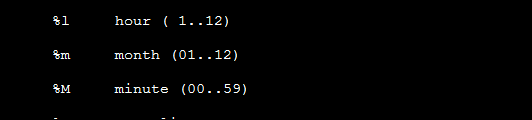 %l hour ( 1..12)
%m month (01..12)
%M minute (00..59)